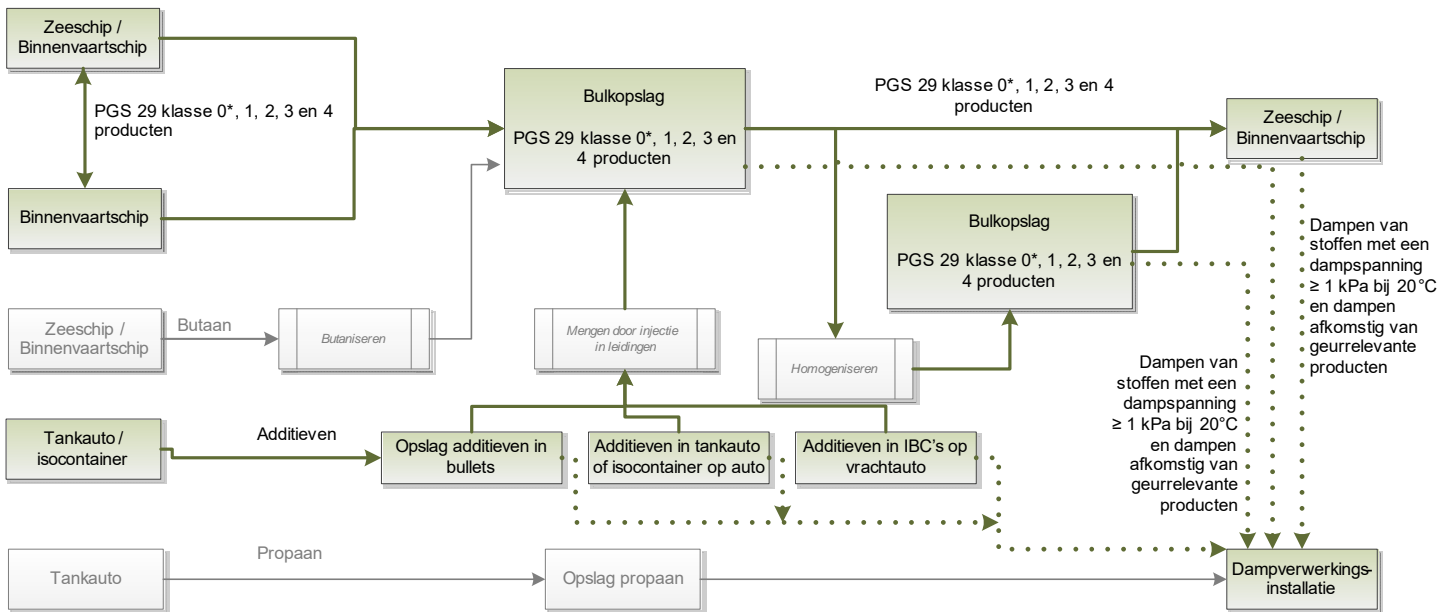 Zeeschip /
Binnenvaartschip
PGS 29 klasse 0*, 1, 2, 3 en 4
producten
Binnenvaartschip
Bulkopslag
PGS 29 klasse 0*, 1, 2, 3 en
4 producten
PGS 29 klasse 0*, 1, 2, 3 en 4
producten
Zeeschip /
Binnenvaartschip
Bulkopslag
PGS 29 klasse 0*, 1, 2, 3 en
4 producten
Dampen van
stoffen met een
dampspanning
≥ 1 kPa bij 20°C
en dampen
afkomstig van
geurrelevante
producten
Zeeschip /
Binnenvaartschip
Butaan
Butaniseren
Mengen door injectie
in leidingen
Homogeniseren
Dampen van
stoffen met een
dampspanning
≥ 1 kPa bij 20°C
en dampen
afkomstig van
geurrelevante
producten
Tankauto /
isocontainer
Additieven
Opslag additieven in
bullets
Additieven in tankauto
of isocontainer op auto
Additieven in IBC's op
vrachtauto
Tankauto
Propaan
Opslag propaan
Dampverwerkings-
installatie